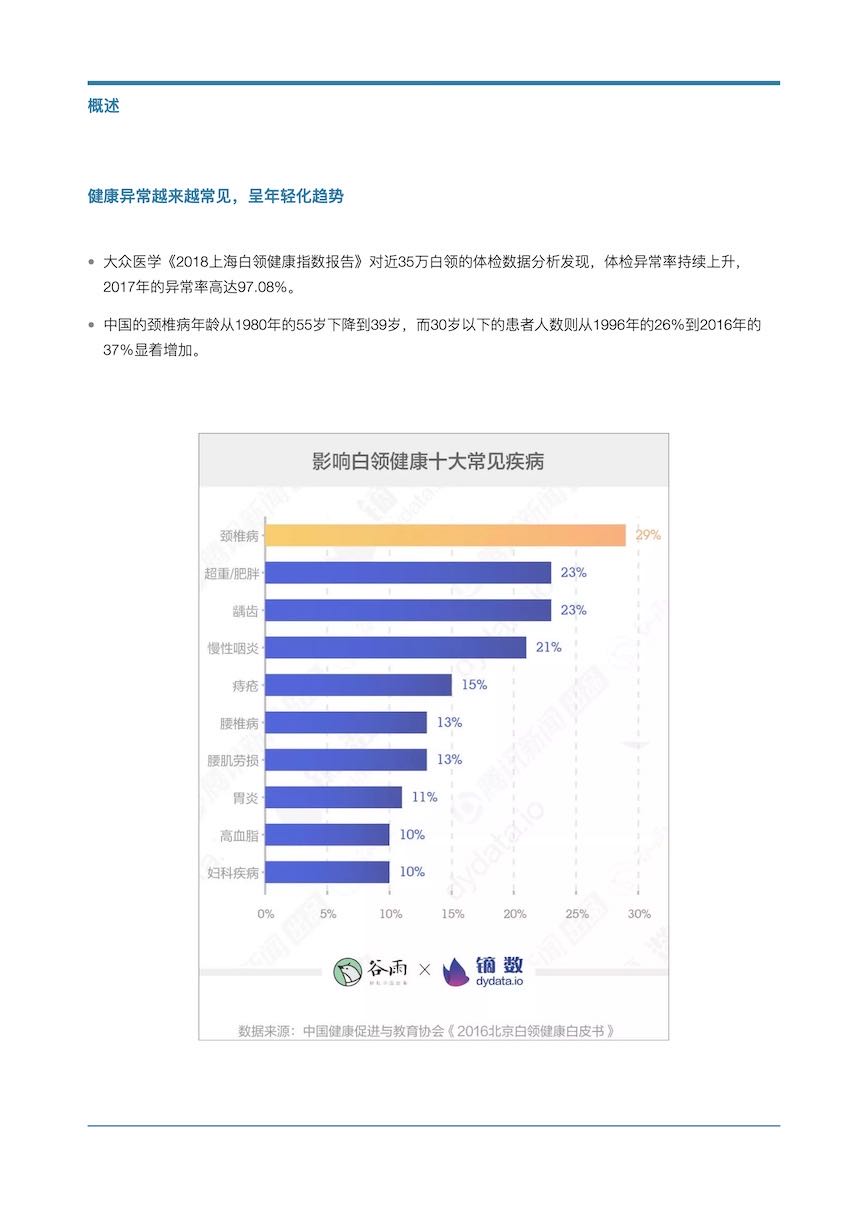 概述
健康异常越来越常见，呈年轻化趋势
大众医学《2018上海白领健康指数报告》对近35万白领的体检数据分析发现，体检异常率持续上升，
2017年的异常率高达97.08%。
中国的颈椎病年龄从1980年的55岁下降到39岁，而30岁以下的患者人数则从1996年的26%到2016年的
37%显着增加。
影响白领健康十大常见疾病
颈椎病 29%
超重/肥胖 23%
龋齿 23%
慢性咽炎 21%
痔疮 15%
腰椎病 13%
腰肌劳损 13%
胃炎 11%
高血脂 10%
妇科疾病 10%
0% 5% 10% 15% 20% 25% 30%
谷雨 × 镝数
dydata.io
数据来源：中国健康促进与教育协会《2016北京白领健康白皮书》